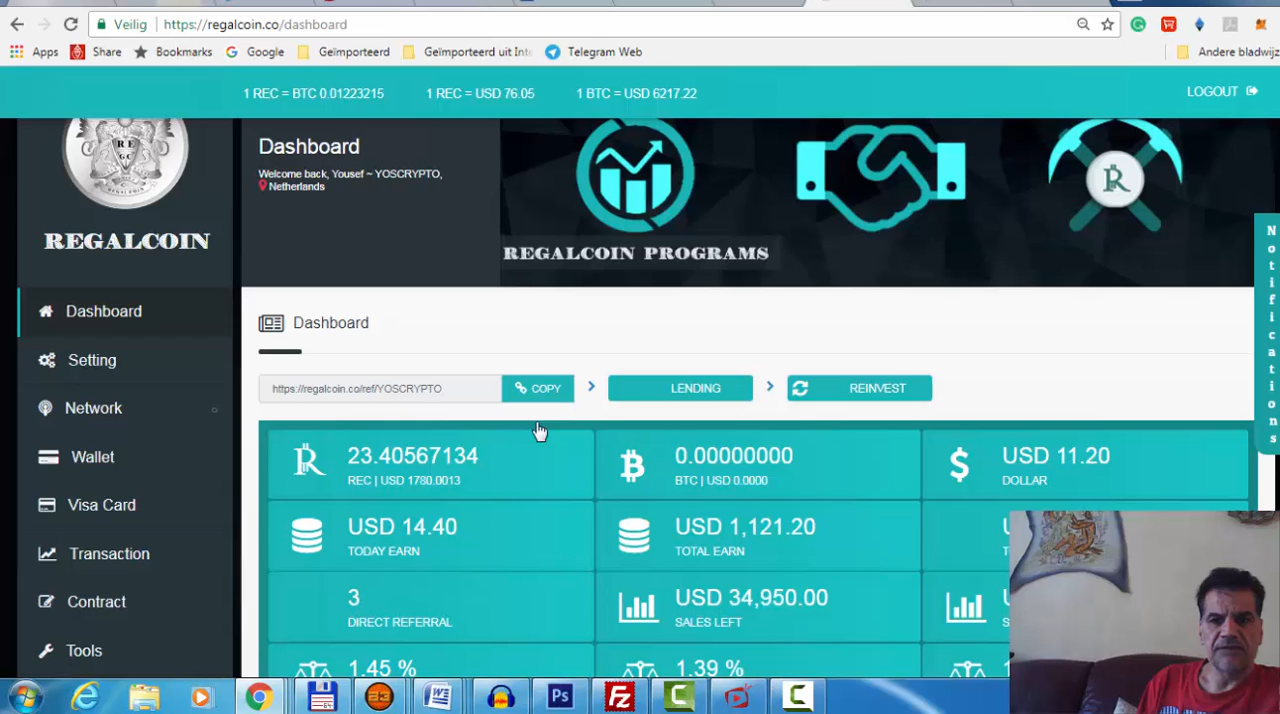 Veilig https://regalcoin.co/dashboard
Apps Share Bookmarks Google Geïmporteerd Geïmporteerd uit Int Telegram Web Andere bladwijz
1 REC = BTC 0.01223215 1 REC = USD 76.05 1 BTC = USD 6217.22 LOGOUT
REGC
REGALCOIN
Dashboard
Welcome back, Yousef ~ YOSCRYPTO,
Netherlands
REGALCOIN PROGRAMS
Notifications
Dashboard
Setting
Network
Wallet
Visa Card
Transaction
Contract
Tools
Dashboard
https://regalcoin.co/ref/YOSCRYPTO COPY LENDING REINVEST
23.40567134
REC | USD 1780.0013
0.00000000
BTC | USD 0.0000
USD 11.20
DOLLAR
USD 14.40
TODAY EARN
USD 1,121.20
TOTAL EARN
3
DIRECT REFERRAL
USD 34,950.00
SALES LEFT
1.45 %
1.39 %